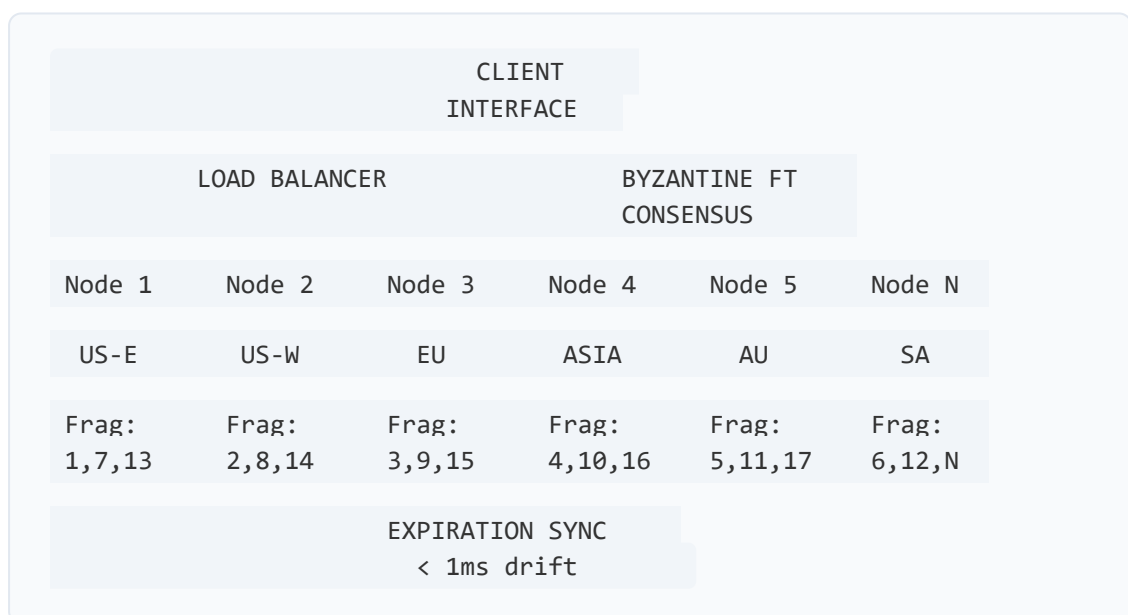 CLIENT
INTERFACE
LOAD BALANCER BYZANTINE FT
CONSENSUS
Node 1 Node 2 Node 3 Node 4 Node 5 Node N
US-E US-W EU ASIA AU SA
Frag: Frag: Frag: Frag: Frag: Frag:
1,7,13 2,8,14 3,9,15 4,10,16 5,11,17 6,12,N
EXPIRATION SYNC
< 1ms drift